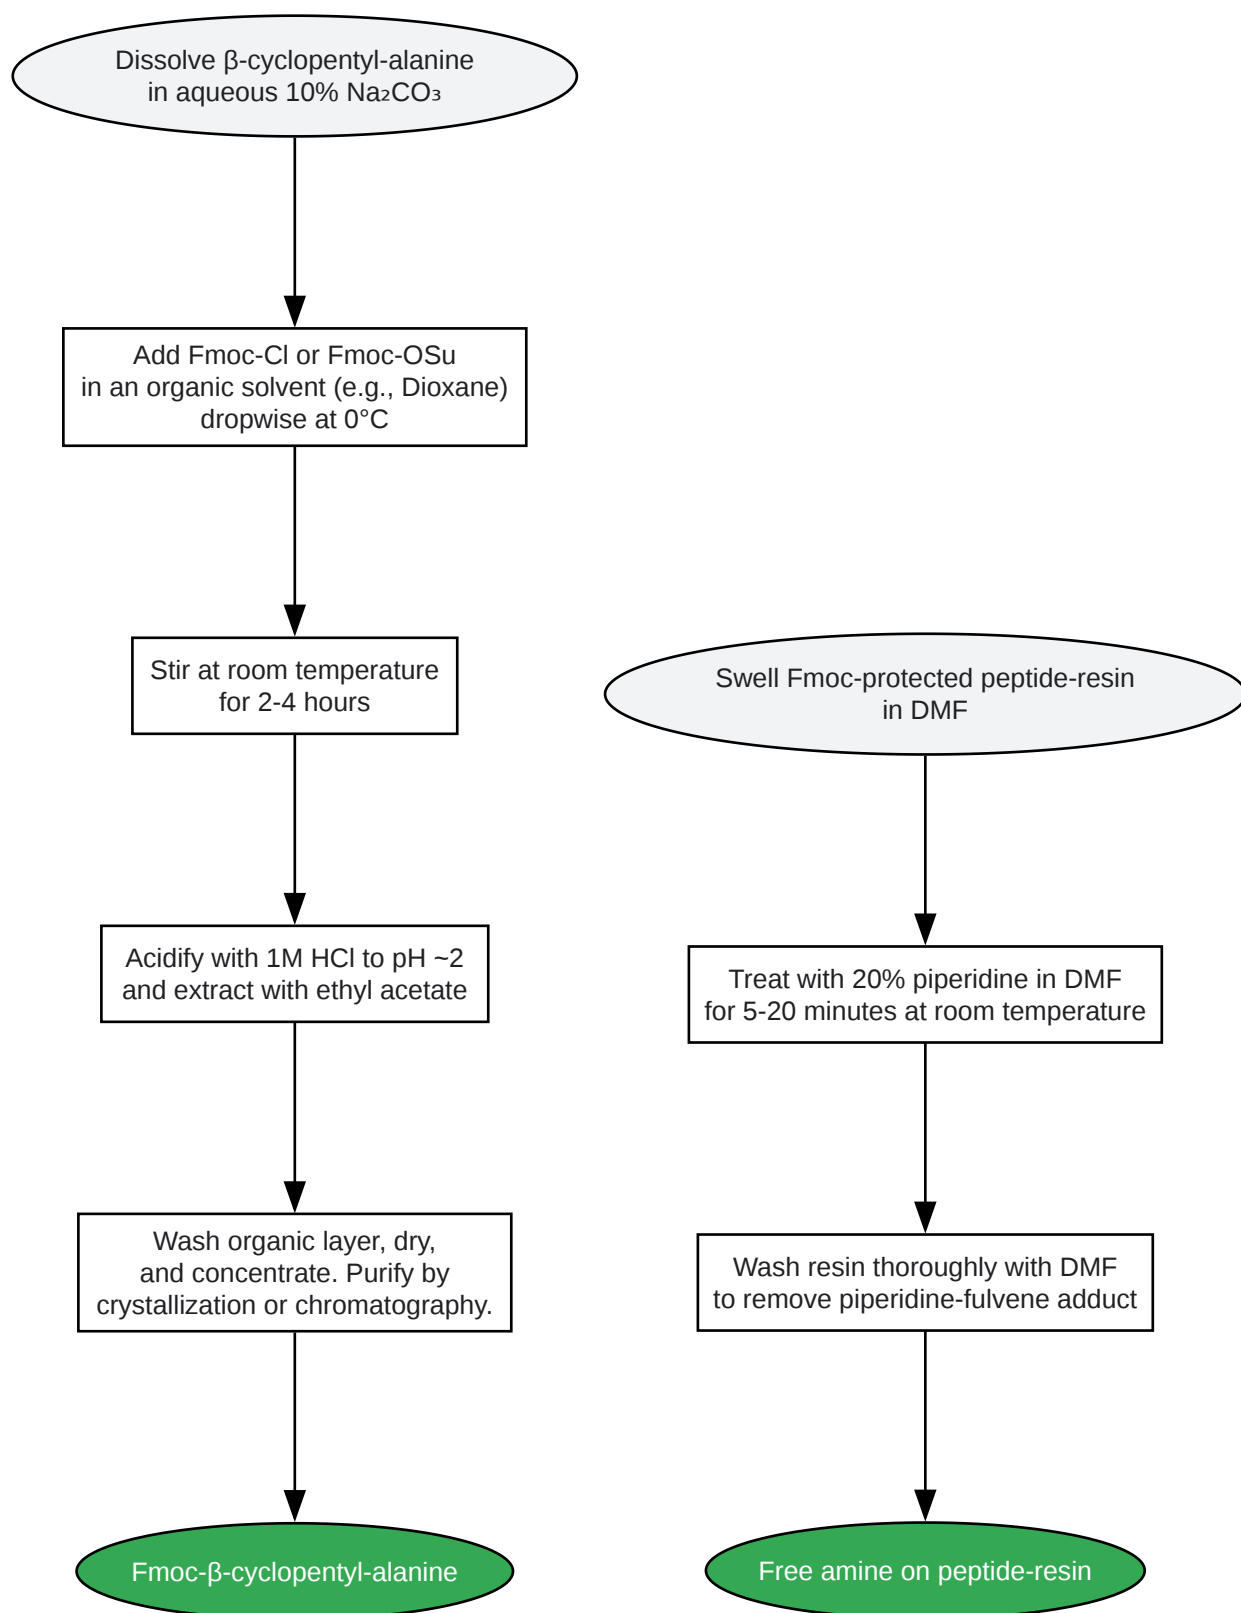 Dissolve β-cyclopentyl-alanine
in aqueous 10% Na₂CO₃
Add Fmoc-Cl or Fmoc-OSu
in an organic solvent (e.g., Dioxane)
dropwise at 0°C
Stir at room temperature
for 2-4 hours
Acidify with 1M HCl to pH ~2
and extract with ethyl acetate
Wash organic layer, dry,
and concentrate. Purify by
crystallization or chromatography.
Fmoc-β-cyclopentyl-alanine
Swell Fmoc-protected peptide-resin
in DMF
Treat with 20% piperidine in DMF
for 5-20 minutes at room temperature
Wash resin thoroughly with DMF
to remove piperidine-fulvene adduct
Free amine on peptide-resin